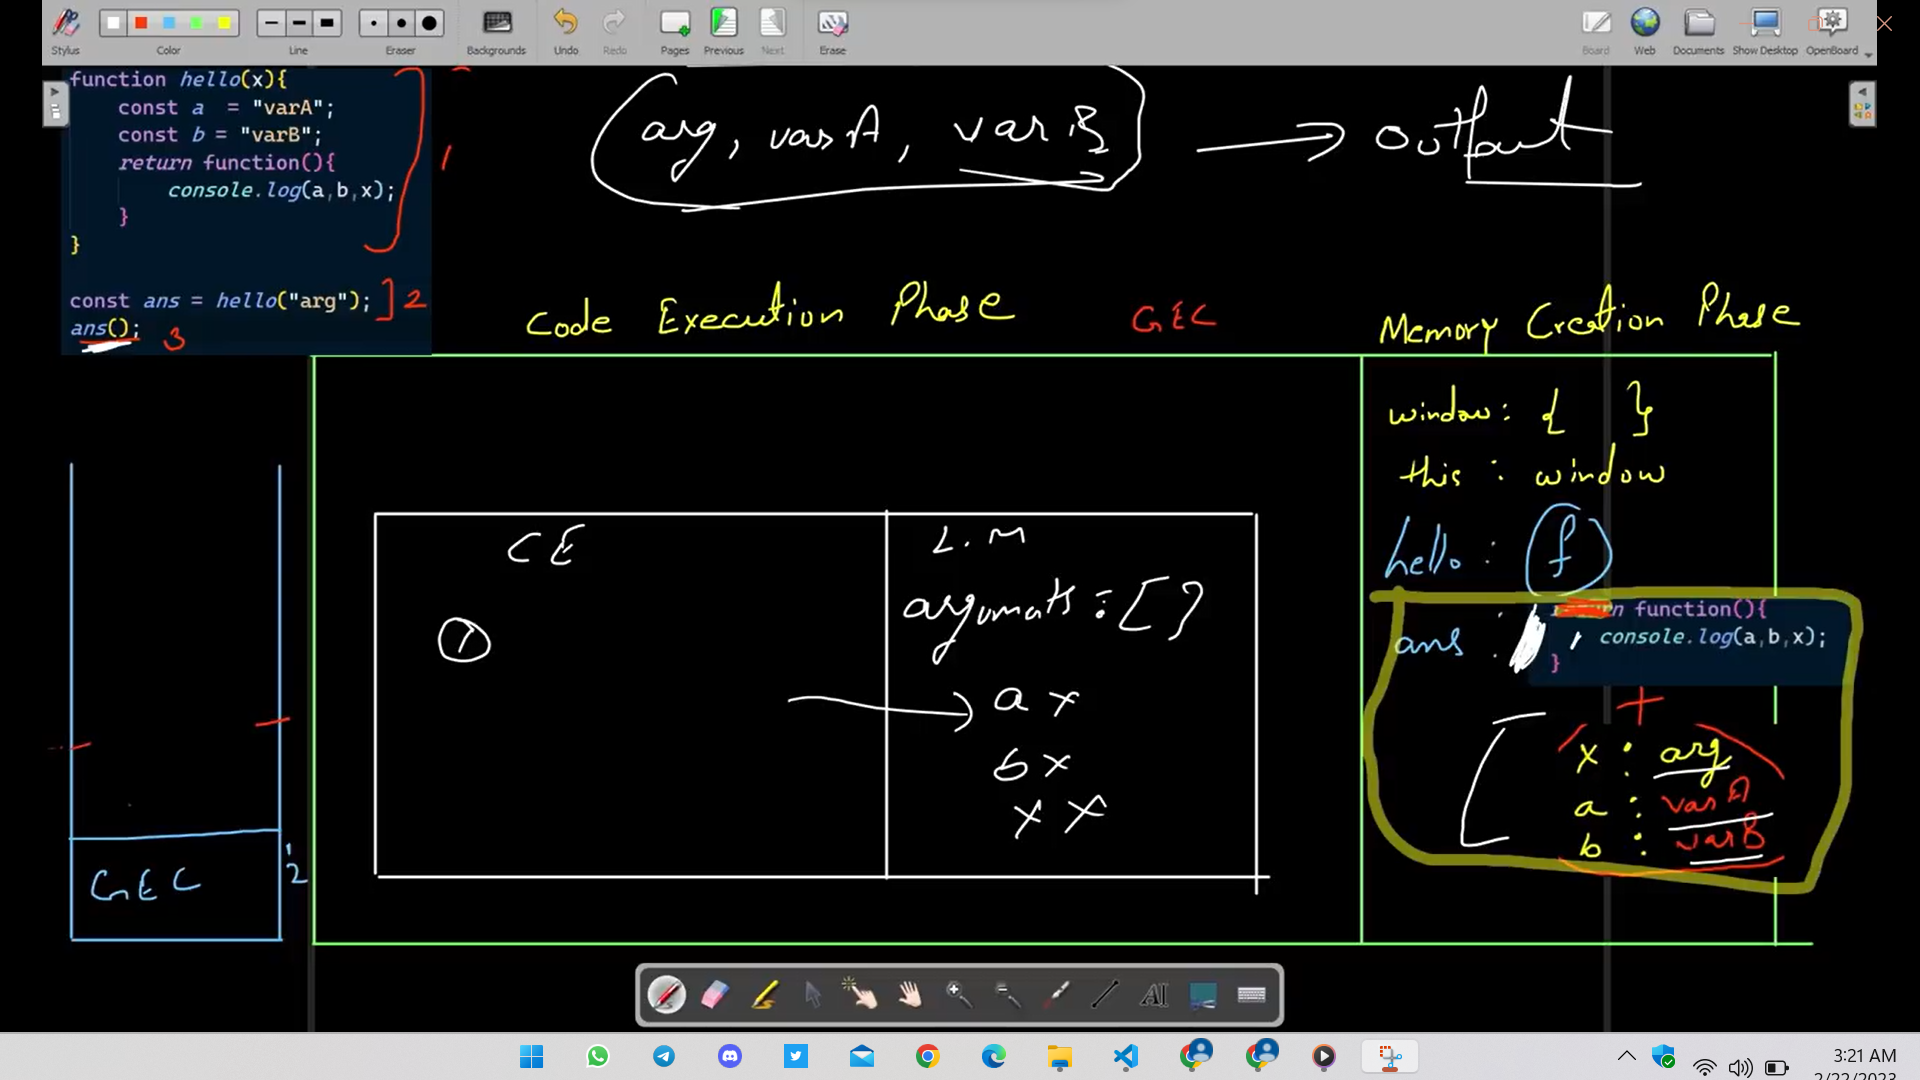 Stylus Color Line Eraser Backgrounds Undo Redo Pages Previous Next Erase Board Web Documents Show Desktop OpenBoard
function hello(x){
const a = "varA";
const b = "varB";
return function(){
console.log(a,b,x);
}
}
1
const ans = hello("arg"); 2
ans(); 3
arg, varA, varB → output
Code Execution Phase GEC Memory Creation Phase
window: { }
this : window
hello : f
ans :
function(){
console.log(a,b,x);
}
+
x : arg
a : varA
b : varB
CE L.M
1
arguments : [ ]
a x
b x
x x
GEC
2
AI
3:21 AM
2/22/2023